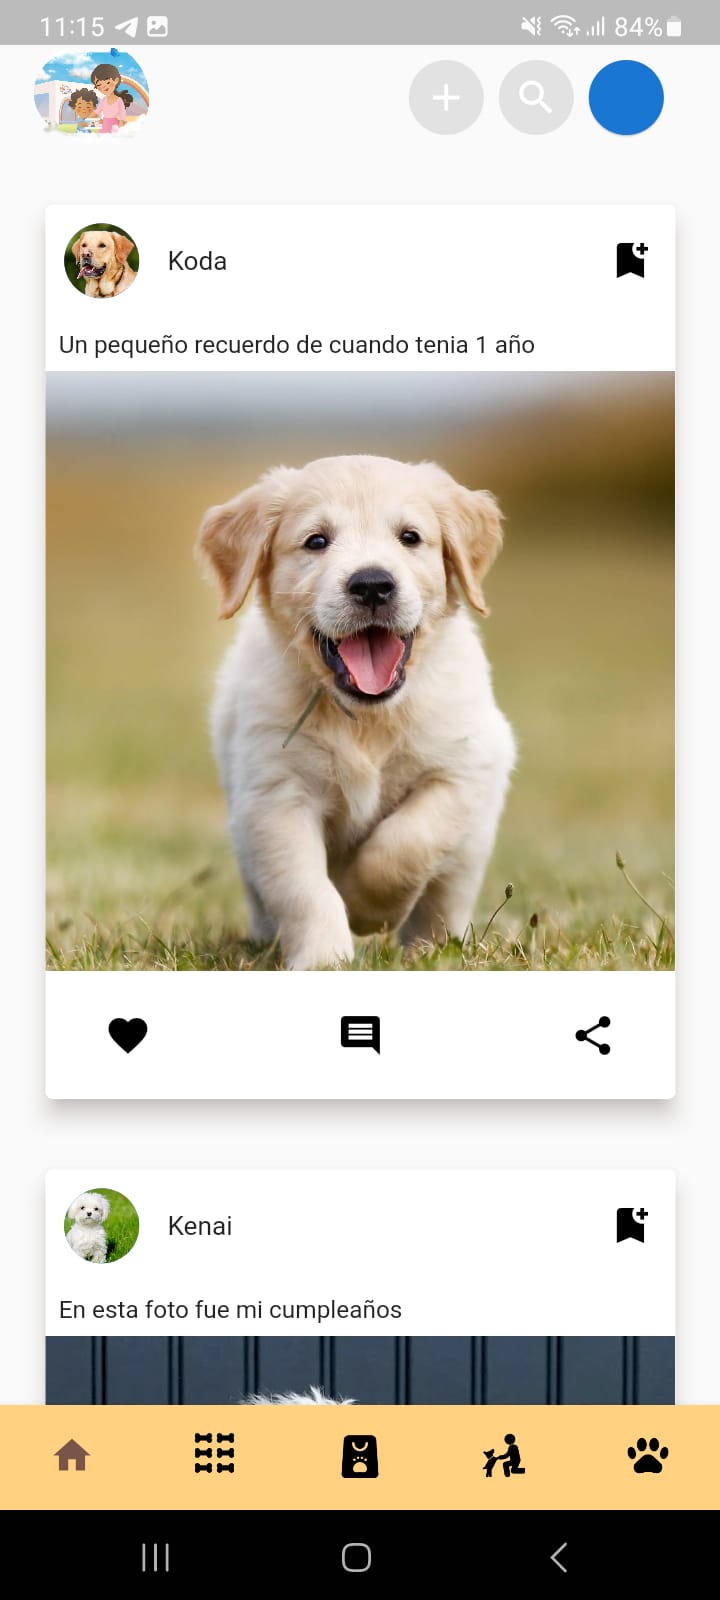 11:15
84%
Koda
Un pequeño recuerdo de cuando tenia 1 año
Kenai
En esta foto fue mi cumpleaños